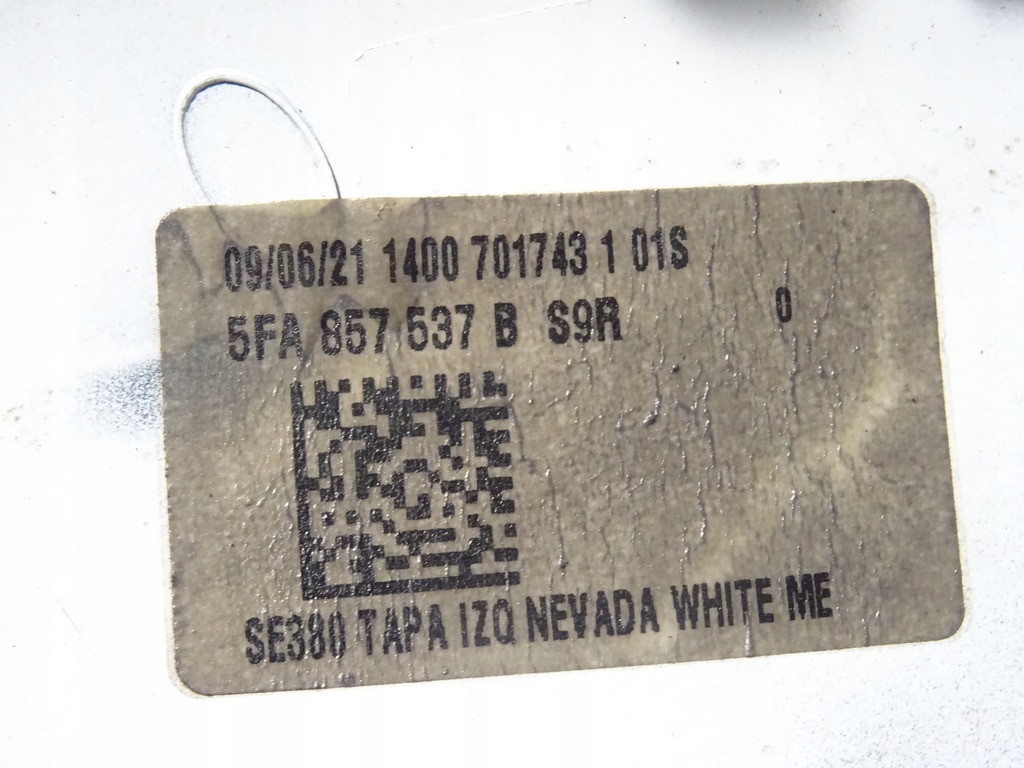 09/06/21 1400 701743 1 01S
5FA 857 537 B S9R 0
SE380 TAPA IZQ NEVADA WHITE ME